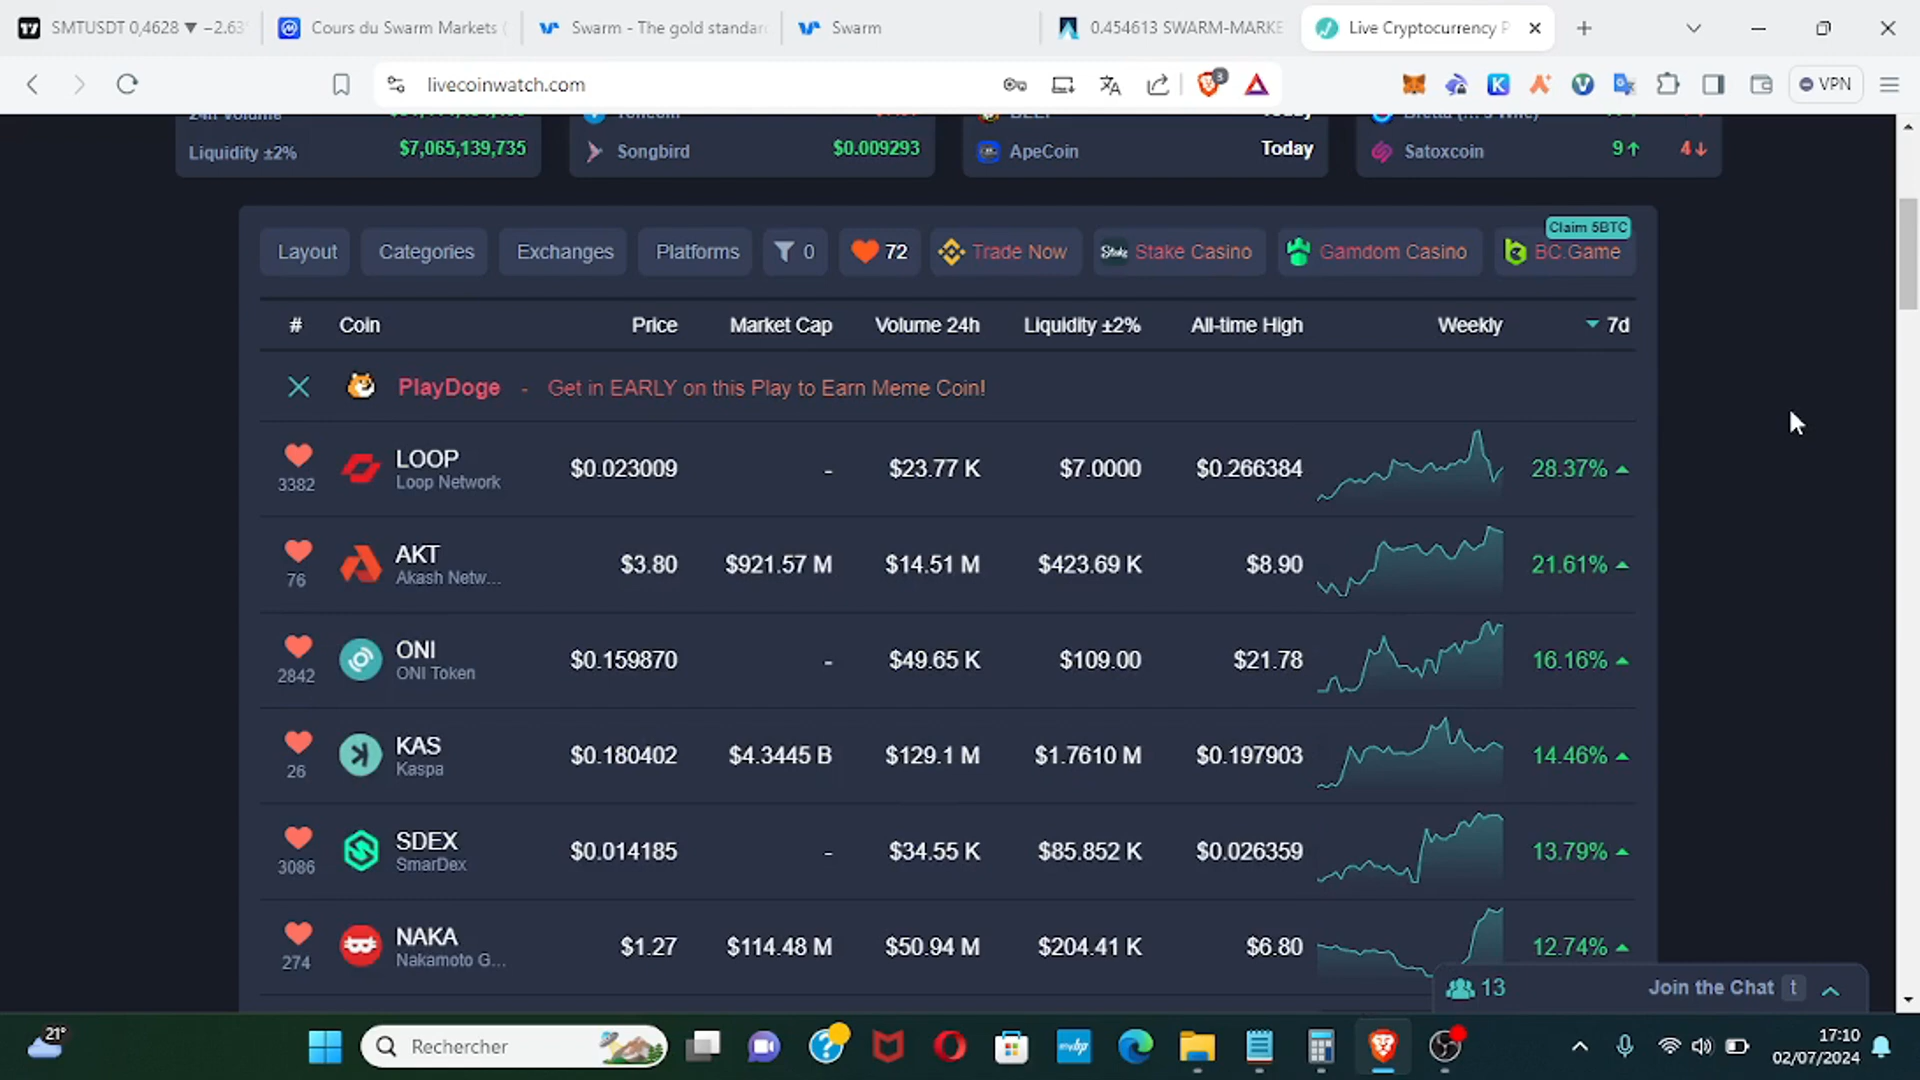 SMTUSDT 0,4628 ▼ −2.63
Cours du Swarm Markets (
Swarm - The gold standar
Swarm
0.454613 SWARM-MARKE
Live Cryptocurrency P
livecoinwatch.com
3
VPN
24h Volume
Liquidity ±2%
$7,065,139,735
Songbird
$0.009293
BEEP
Today
ApeCoin
Today
Satoxcoin
9↑
4↓
Claim 5BTC
Layout
Categories
Exchanges
Platforms
0
72
Trade Now
Stake
Stake Casino
Gamdom Casino
BC.Game
# Coin Price Market Cap Volume 24h Liquidity ±2% All-time High Weekly 7d
PlayDoge - Get in EARLY on this Play to Earn Meme Coin!
LOOP $0.023009 - $23.77 K $7.0000 $0.266384 28.37%
3382 Loop Network
AKT $3.80 $921.57 M $14.51 M $423.69 K $8.90 21.61%
76 Akash Netw...
ONI $0.159870 - $49.65 K $109.00 $21.78 16.16%
2842 ONI Token
KAS $0.180402 $4.3445 B $129.1 M $1.7610 M $0.197903 14.46%
26 Kaspa
SDEX $0.014185 - $34.55 K $85.852 K $0.026359 13.79%
3086 SmarDex
NAKA $1.27 $114.48 M $50.94 M $204.41 K $6.80 12.74%
274 Nakamoto G...
13 Join the Chat t
21°
Rechercher
17:10
02/07/2024